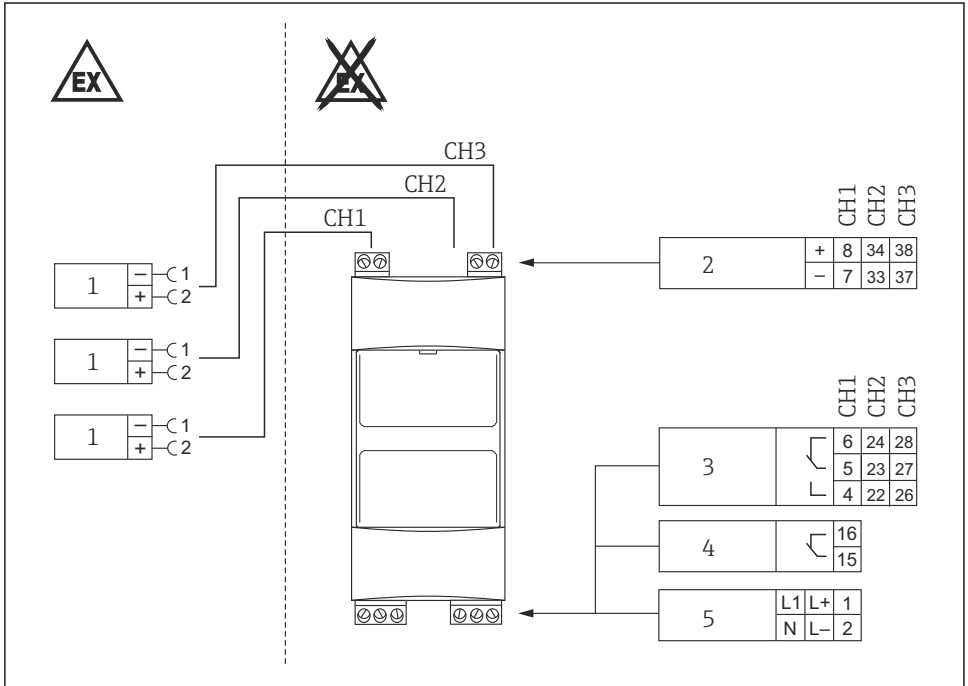 EX
EX
CH3
CH2
CH1
1 − 1
+ 2
1 − 1
+ 2
1 − 1
+ 2
CH1 CH2 CH3
2 + 8 34 38
− 7 33 37
CH1 CH2 CH3
3 6 24 28
5 23 27
4 22 26
4 16
15
5 L1 L+ 1
N L− 2